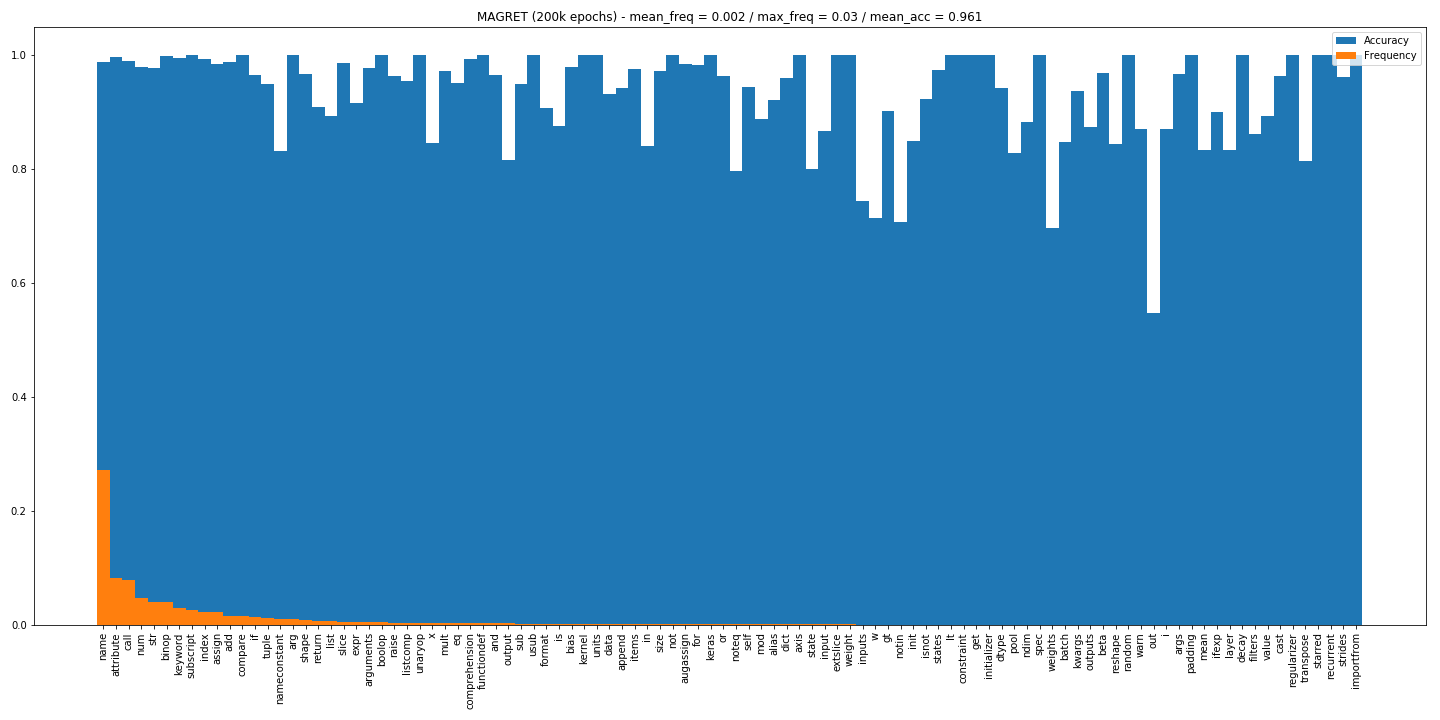 MAGRET (200k epochs) - mean_freq = 0.002 / max_freq = 0.03 / mean_acc = 0.961
Accuracy
Frequency
1.0
0.8
0.6
0.4
0.2
0.0
name
attribute
call
num
str
binop
keyword
subscript
index
assign
add
compare
if
tuple
nameconstant
arg
shape
return
list
slice
expr
arguments
boolop
raise
listcomp
unaryop
x
mult
eq
comprehension
functiondef
and
output
sub
usub
format
is
bias
kernel
units
data
append
items
in
size
not
augassign
for
keras
or
noteq
self
mod
alias
dict
axis
state
input
extslice
weight
inputs
w
gt
notin
init
isnot
states
lt
constraint
get
initializer
dtype
pool
ndim
spec
weights
batch
kwargs
outputs
beta
reshape
random
warn
out
i
args
padding
mean
ifexp
layer
decay
filters
value
cast
regularizer
transpose
starred
recurrent
strides
importfrom